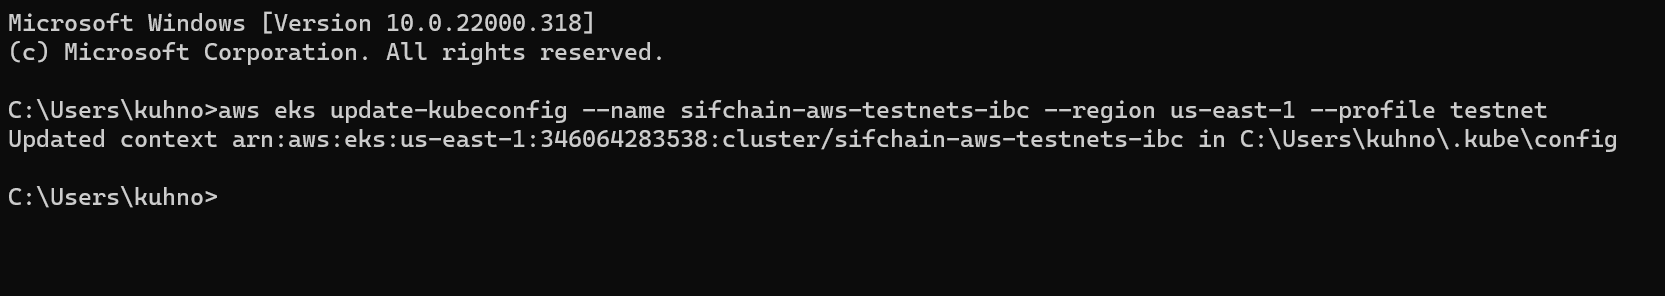 Microsoft Windows [Version 10.0.22000.318]
(c) Microsoft Corporation. All rights reserved.
C:\Users\kuhno>aws eks update-kubeconfig --name sifchain-aws-testnets-ibc --region us-east-1 --profile testnet
Updated context arn:aws:eks:us-east-1:346064283538:cluster/sifchain-aws-testnets-ibc in C:\Users\kuhno\.kube\config
C:\Users\kuhno>